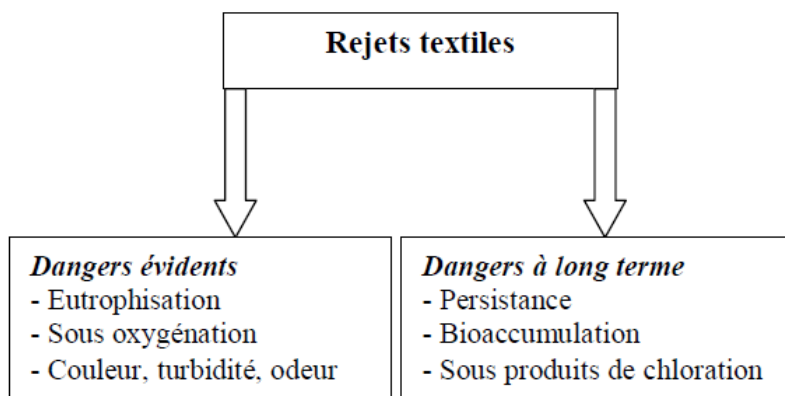 Rejets textiles
Dangers évidents
- Eutrophisation
- Sous oxygénation
- Couleur, turbidité, odeur
Dangers à long terme
- Persistance
- Bioaccumulation
- Sous produits de chloration